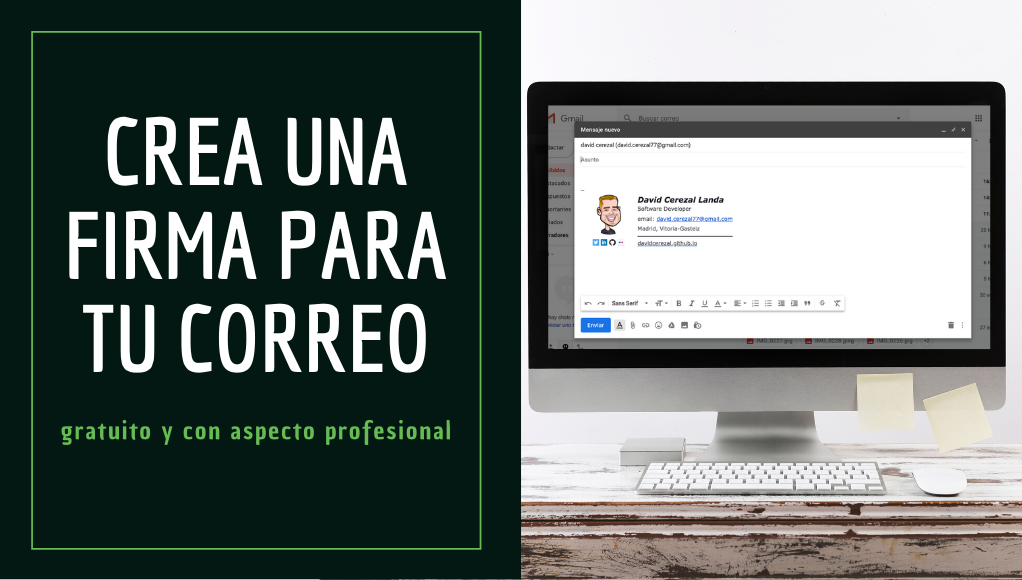 CREA UNA
FIRMA PARA
TU CORREO
gratuito y con aspecto profesional
Gmail
Buscar correo
Mensaje nuevo
david cerezal (david.cerezal77@gmail.com)
Asunto
--
David Cerezal Landa
Software Developer
email: david.cerezal77@gmail.com
Madrid, Vitoria-Gasteiz
davidcerezal.github.io
Sans Serif
Enviar